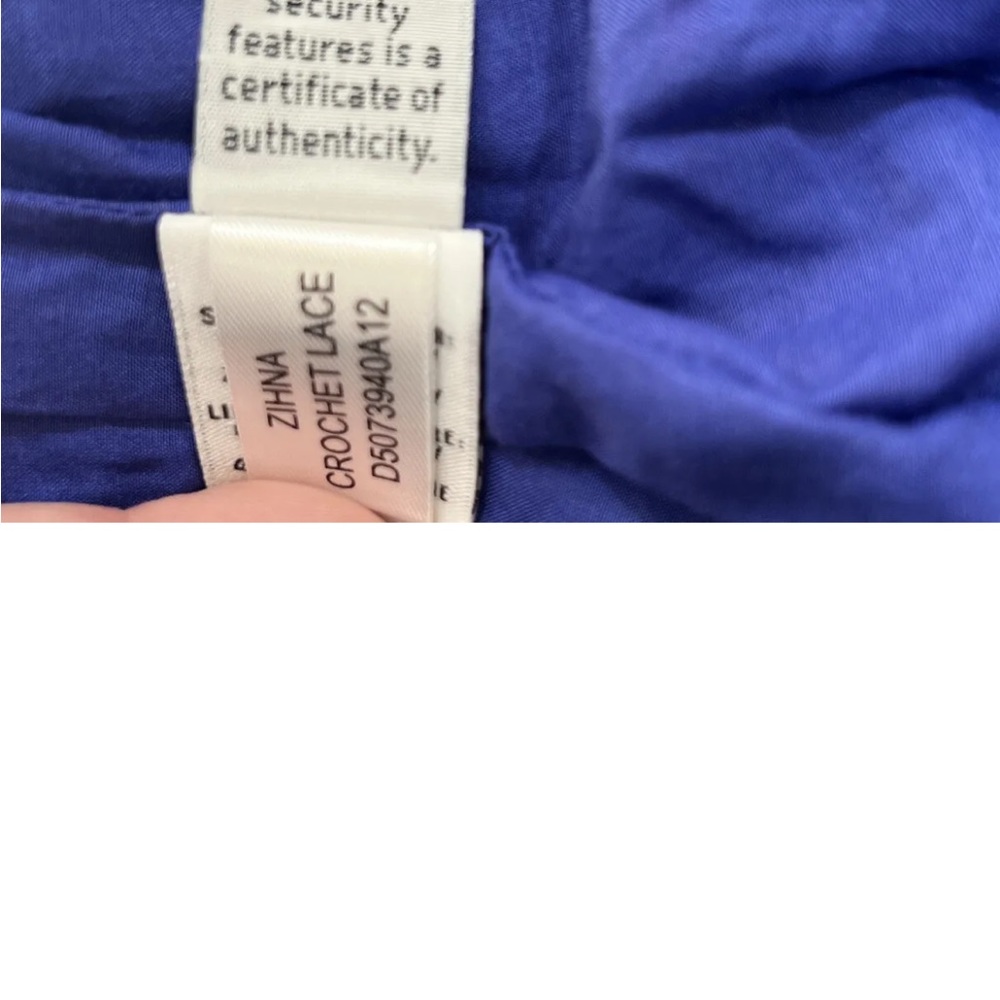 security
features is a
certificate of
authenticity.
ZIHNA
CROCHET LACE
D5073940A12
S